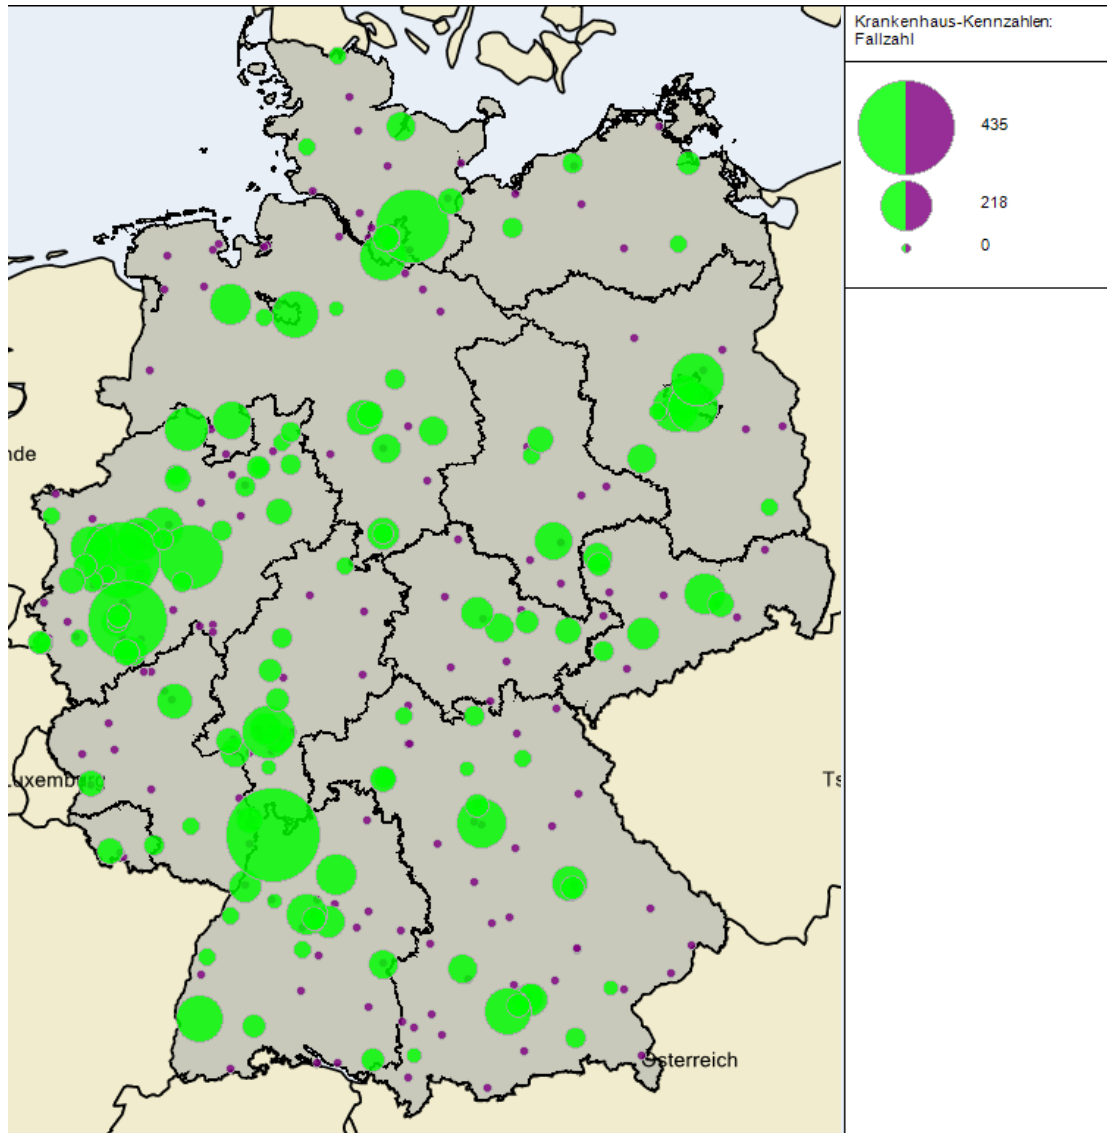 Krankenhaus-Kennzahlen:
Fallzahl
435
218
0
nde
Luxemburg
Ts
Österreich